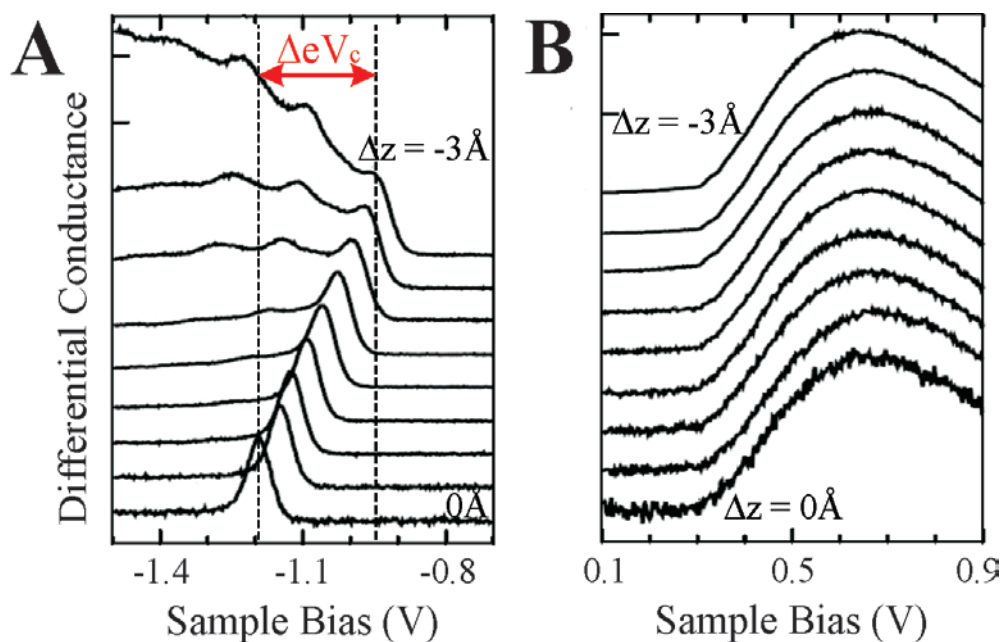 A
ΔeVc
Δz = -3Å
0Å
Differential Conductance
-1.4
-1.1
-0.8
Sample Bias (V)
B
Δz = -3Å
Δz = 0Å
0.1
0.5
0.9
Sample Bias (V)